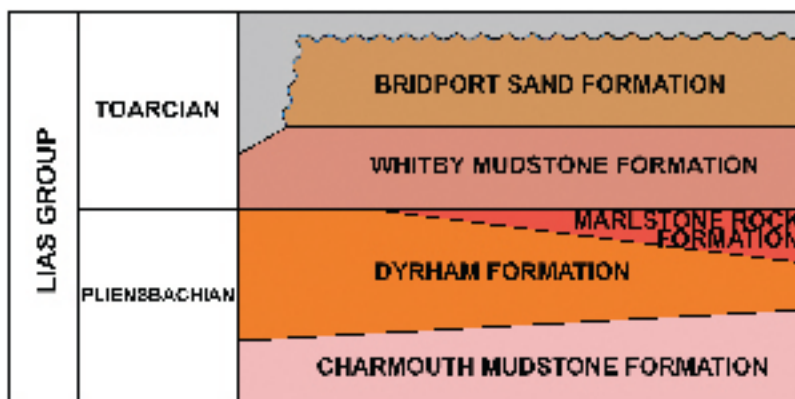 LIAS GROUP
TOARCIAN
BRIDPORT SAND FORMATION
WHITBY MUDSTONE FORMATION
PLIENSBACHIAN
MARLSTONE ROCK
FORMATION
DYRHAM FORMATION
CHARMOUTH MUDSTONE FORMATION